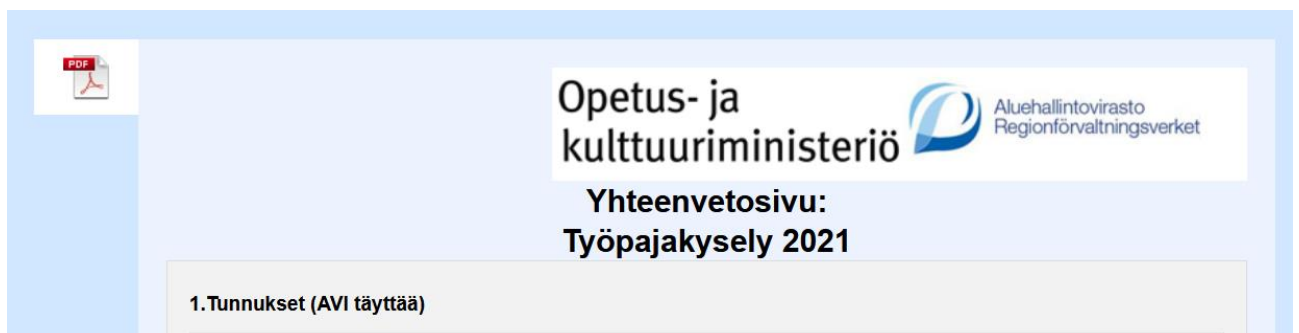 PDF
Opetus- ja
kulttuuriministeriö
Aluehallintovirasto
Regionförvaltningsverket
Yhteenvetosivu:
Työpajakysely 2021
1.Tunnukset (AVI täyttää)